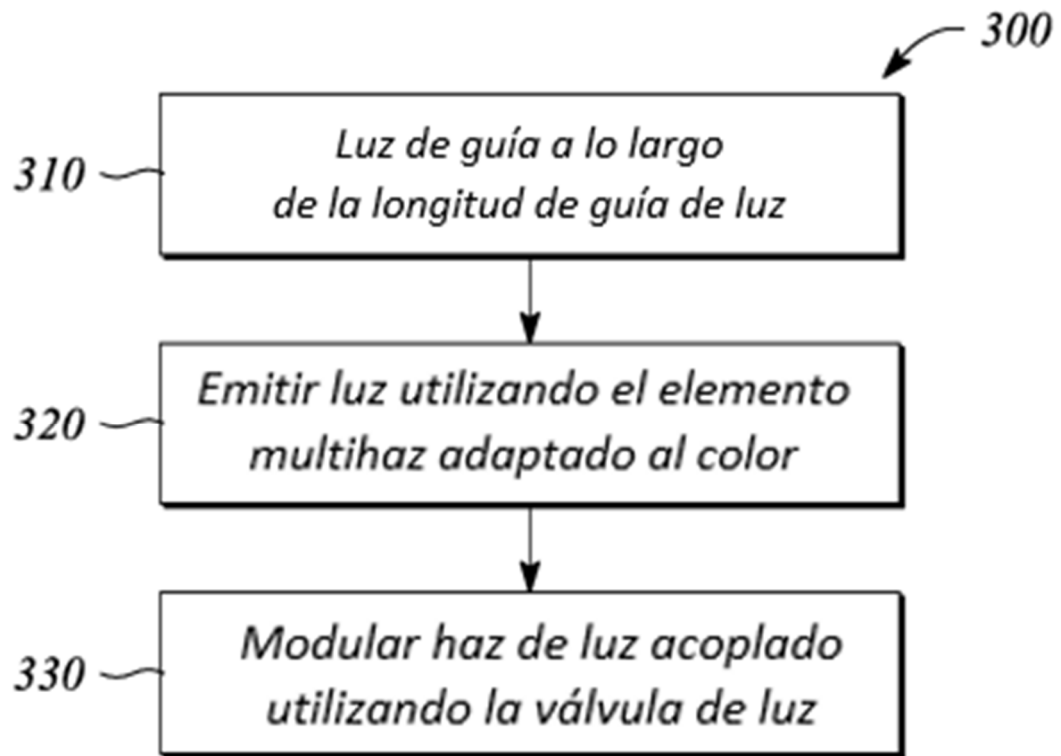 300
310
Luz de guía a lo largo
de la longitud de guía de luz
320
Emitir luz utilizando el elemento
multihaz adaptado al color
330
Modular haz de luz acoplado
utilizando la válvula de luz